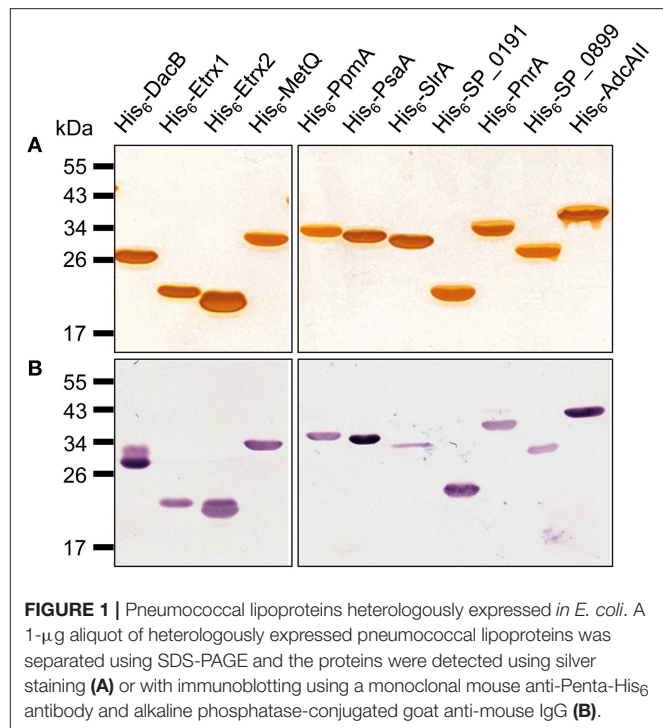 kDa
His₆-DacB
His₆-Etrx1
His₆-Etrx2
His₆-MetQ
His₆-PpmA
His₆-PsaA
His₆-SlrA
His₆-SP_0191
His₆-PnrA
His₆-SP_0899
His₆-AdcAII
A
55
43
34
26
17
B
55
43
34
26
17
FIGURE 1 | Pneumococcal lipoproteins heterologously expressed in E. coli. A
1-μg aliquot of heterologously expressed pneumococcal lipoproteins was
separated using SDS-PAGE and the proteins were detected using silver
staining (A) or with immunoblotting using a monoclonal mouse anti-Penta-His₆
antibody and alkaline phosphatase-conjugated goat anti-mouse IgG (B).